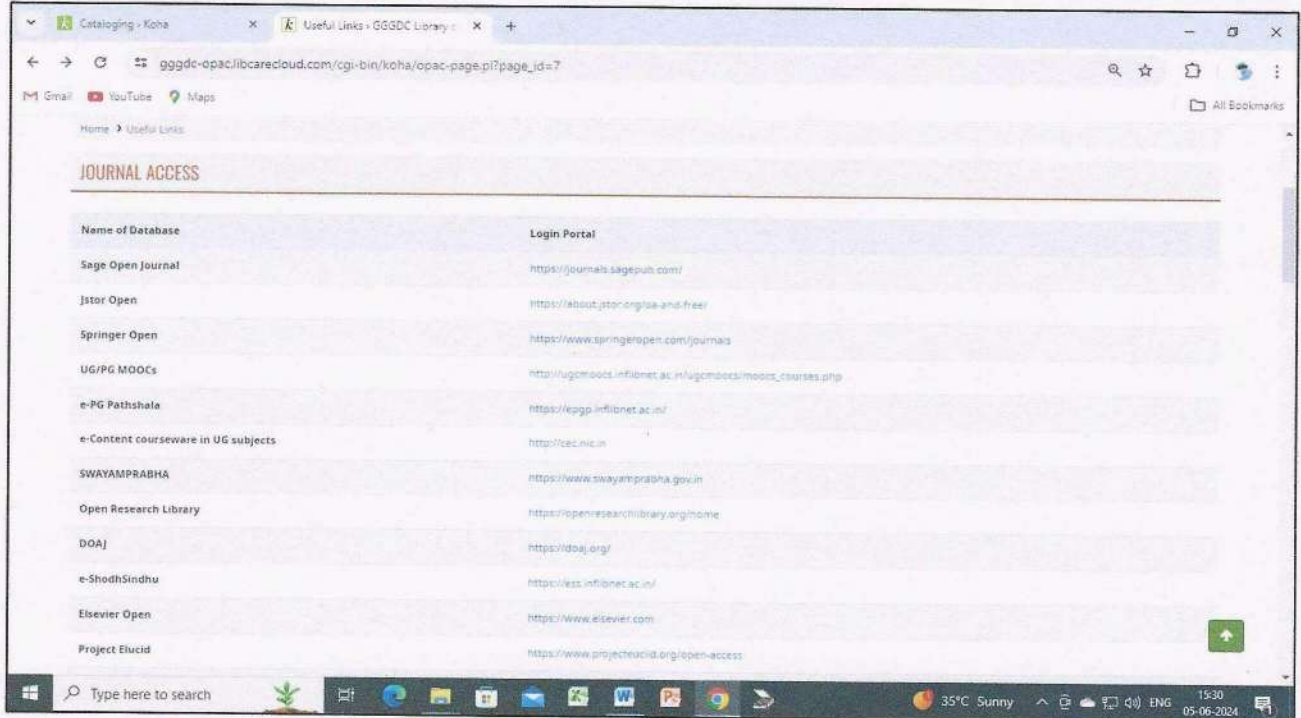 Cataloging › Koha
Useful Links › GGGDC Library c
gggdc-opac.libcarecloud.com/cgi-bin/koha/opac-page.pl?page_id=7
Gmail YouTube Maps
All Bookmarks
Home › Useful Links
JOURNAL ACCESS
Name of Database Login Portal
Sage Open Journal https://journals.sagepub.com/
Jstor Open https://about.jstor.org/oa-and-free/
Springer Open https://www.springeropen.com/journals
UG/PG MOOCs http://ugcmoocs.inflibnet.ac.in/ugcmoocs/moocs_courses.php
e-PG Pathshala https://epgp.inflibnet.ac.in/
e-Content courseware in UG subjects http://cec.nic.in
SWAYAMPRABHA https://www.swayamprabha.gov.in
Open Research Library https://openresearchlibrary.org/home
DOAJ https://doaj.org/
e-ShodhSindhu https://ess.inflibnet.ac.in/
Elsevier Open https://www.elsevier.com
Project Elucid https://www.projecteuclid.org/open-access
Type here to search
35°C Sunny
ENG
15:30
05-06-2024